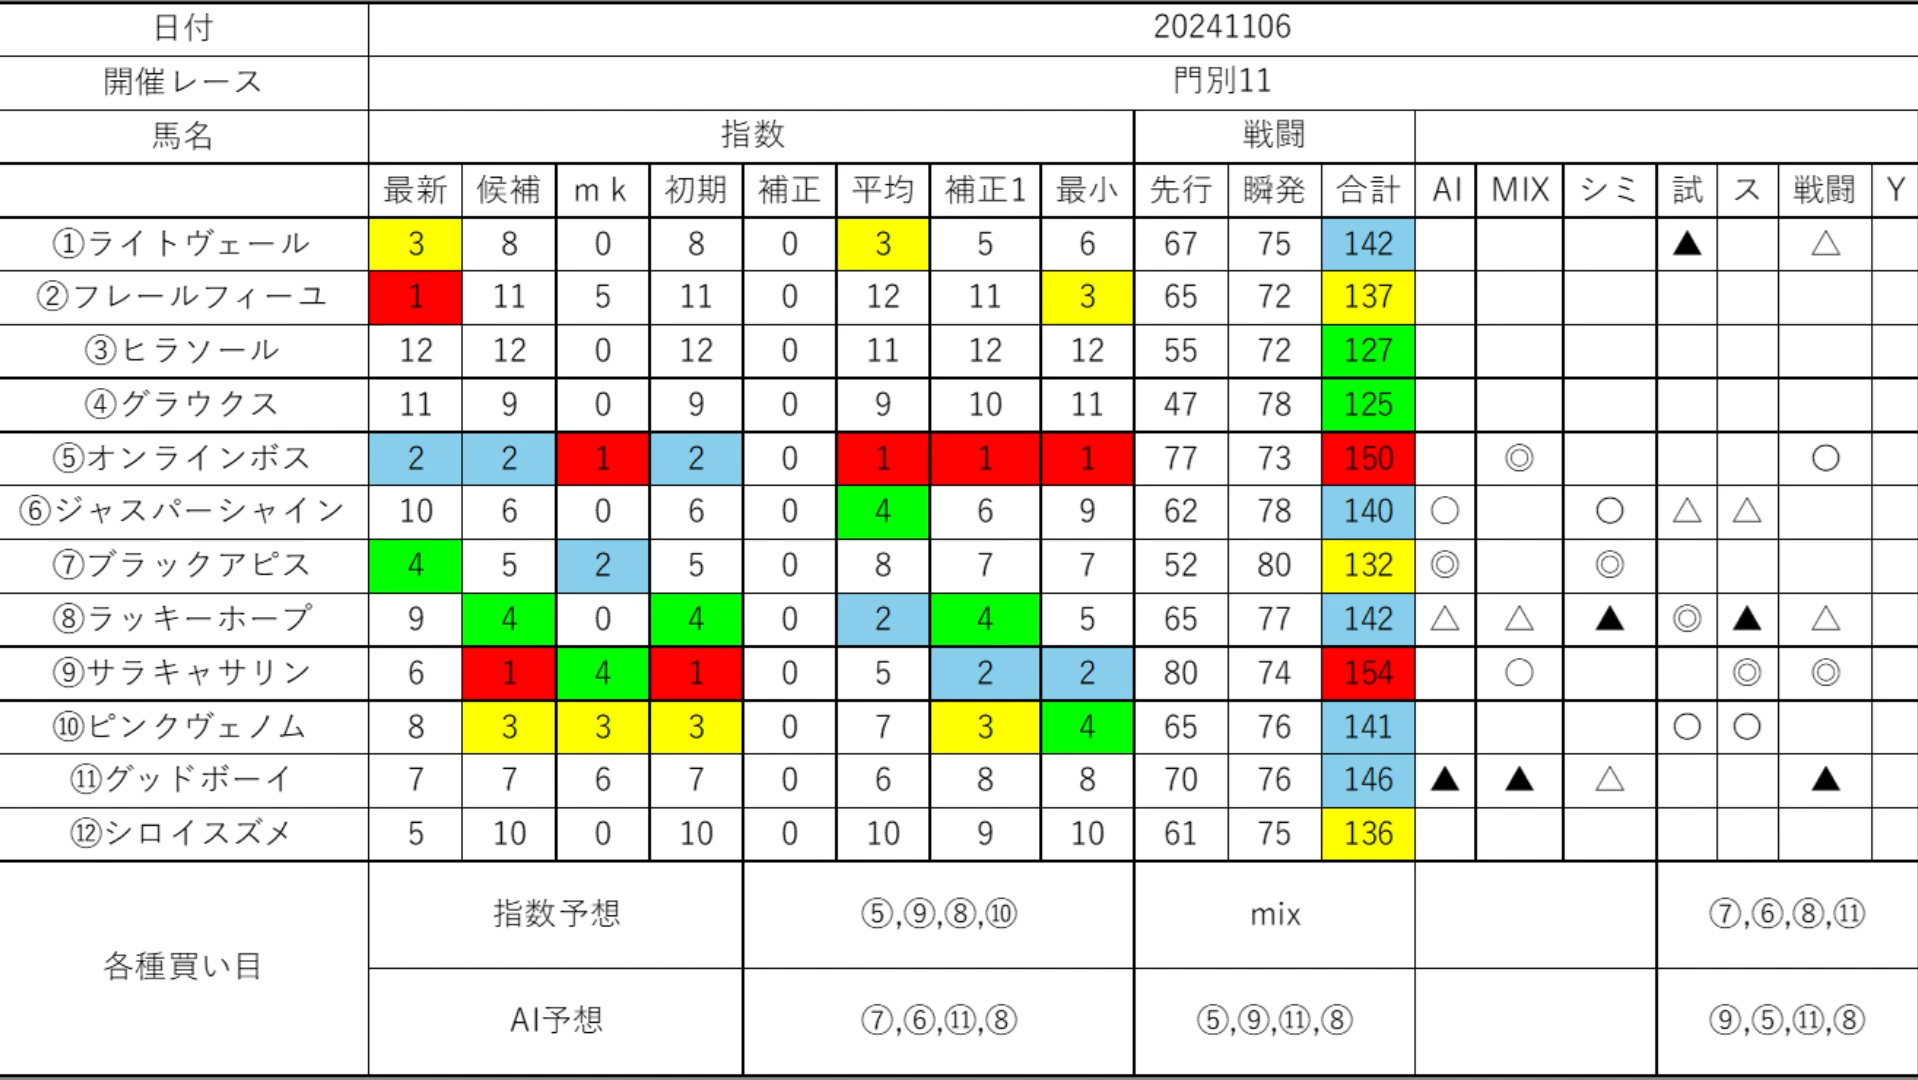 日付 20241106
開催レース 門別11
馬名 指数 戦闘
最新 候補 ｍｋ 初期 補正 平均 補正1 最小 先行 瞬発 合計 AI MIX シミ 試 ス 戦闘 Y
①ライトヴェール 3 8 0 8 0 3 5 6 67 75 142 ▲ △
②フレールフィーユ 1 11 5 11 0 12 11 3 65 72 137
③ヒラソール 12 12 0 12 0 11 12 12 55 72 127
④グラウクス 11 9 0 9 0 9 10 11 47 78 125
⑤オンラインボス 2 2 1 2 0 1 1 1 77 73 150 ◎ ○
⑥ジャスパーシャイン 10 6 0 6 0 4 6 9 62 78 140 ○ ○ △ △
⑦ブラックアピス 4 5 2 5 0 8 7 7 52 80 132 ◎ ◎
⑧ラッキーホープ 9 4 0 4 0 2 4 5 65 77 142 △ △ ▲ ◎ ▲ △
⑨サラキャサリン 6 1 4 1 0 5 2 2 80 74 154 ○ ◎ ◎
⑩ピンクヴェノム 8 3 3 3 0 7 3 4 65 76 141 ○ ○
⑪グッドボーイ 7 7 6 7 0 6 8 8 70 76 146 ▲ ▲ △ ▲
⑫シロイスズメ 5 10 0 10 0 10 9 10 61 75 136
各種買い目
指数予想 ⑤,⑨,⑧,⑩ mix ⑦,⑥,⑧,⑪
AI予想 ⑦,⑥,⑪,⑧ ⑤,⑨,⑪,⑧ ⑨,⑤,⑪,⑧